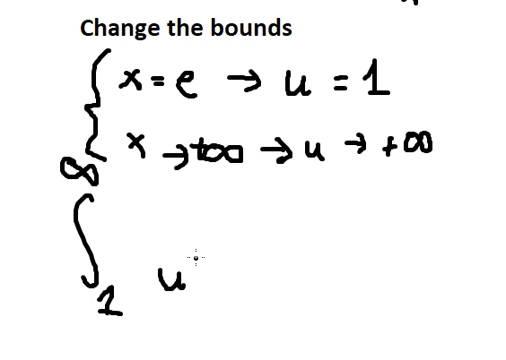 Change the bounds
x = e → u = 1
x → +∞ → u → +∞
∞
∫
1
u